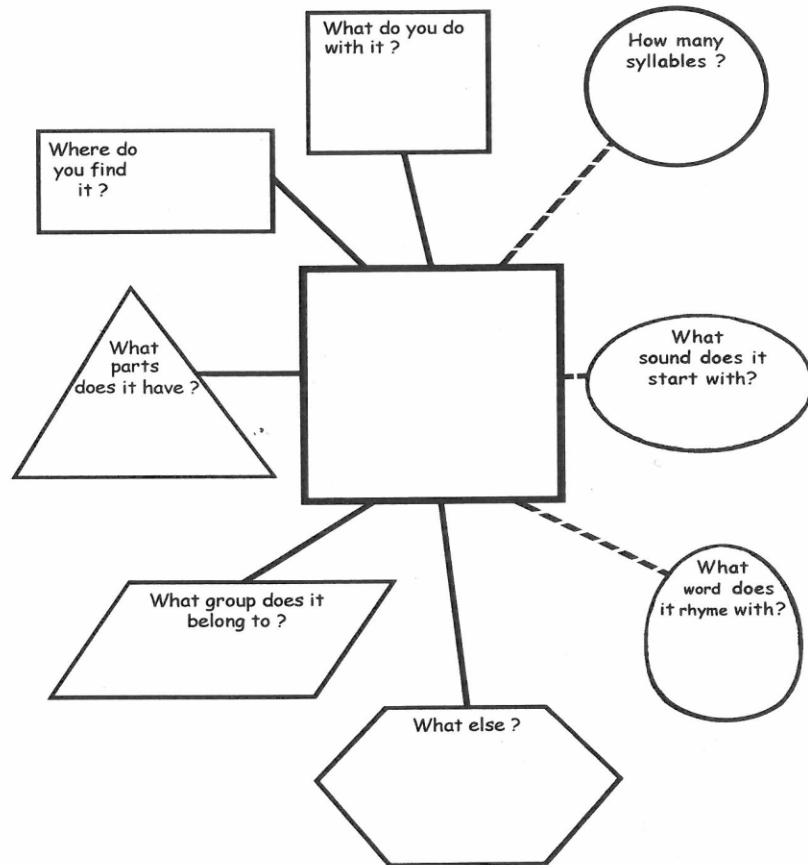 What do you do
with it ?
How many
syllables ?
Where do
you find
it ?
What
parts
does it have ?
What
sound does it
start with?
What group does it
belong to ?
What
word does
it rhyme with?
What else ?